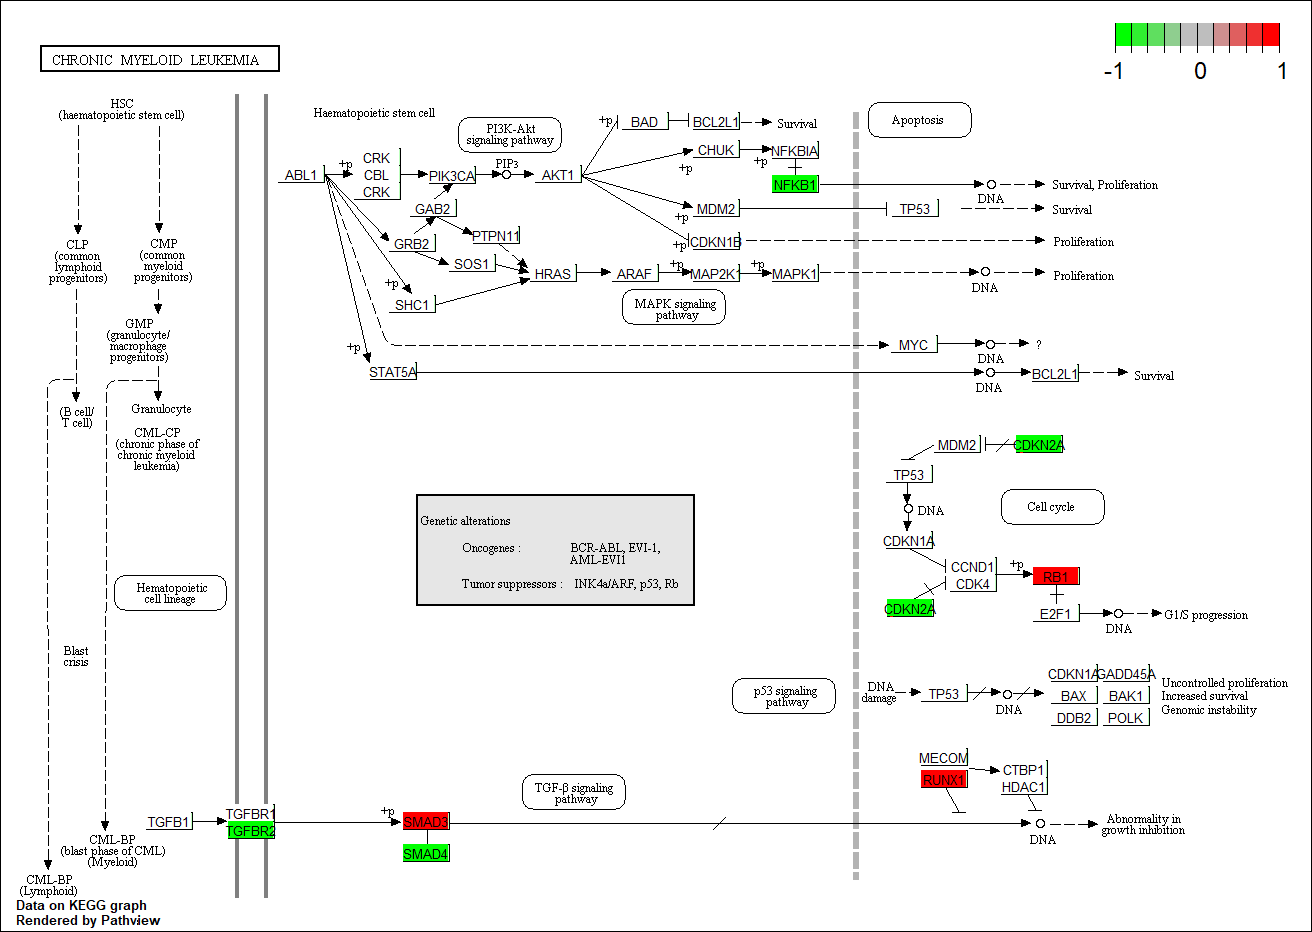 CHRONIC MYELOID LEUKEMIA
-1 0 1
HSC
(haematopoietic stem cell)
CLP
(common
lymphoid
progenitors)
CMP
(common
myeloid
progenitors)
GMP
(granulocyte/
macrophage
progenitors)
(B cell/
T cell)
Granulocyte
CML-CP
(chronic phase of
chronic myeloid
leukemia)
Hematopoietic
cell lineage
Blast
crisis
CML-BP
(blast phase of CML)
(Myeloid)
CML-BP
(Lymphoid)
Haematopoietic stem cell
PI3K-Akt
signaling pathway
ABL1
+p
CRK
CBL
CRK
PIK3CA
PIP3
AKT1
GAB2
GRB2
PTPN11
SOS1
+p
SHC1
HRAS
ARAF
+p
MAP2K1
+p
MAPK1
MAPK signaling
pathway
+p
STAT5A
+p
BAD
BCL2L1
Survival
CHUK
+p
+p
NFKBIA
NFKB1
DNA
Survival, Proliferation
MDM2
+p
TP53
Survival
+p
CDKN1B
Proliferation
DNA
Proliferation
MYC
DNA
?
DNA
BCL2L1
Survival
Apoptosis
MDM2
CDKN2A
TP53
DNA
Cell cycle
CDKN1A
CCND1
CDK4
+p
RB1
CDKN2A
E2F1
DNA
G1/S progression
Genetic alterations
Oncogenes : BCR-ABL, EVI-1,
AML-EVI1
Tumor suppressors : INK4a/ARF, p53, Rb
p53 signaling
pathway
DNA
damage
TP53
DNA
CDKN1A
GADD45A
BAX
BAK1
DDB2
POLK
Uncontrolled proliferation
Increased survival
Genomic instability
MECOM
RUNX1
CTBP1
HDAC1
TGF-β signaling
pathway
TGFB1
TGFBR1
TGFBR2
+p
SMAD3
SMAD4
DNA
Abnormality in
growth inhibition
Data on KEGG graph
Rendered by Pathview